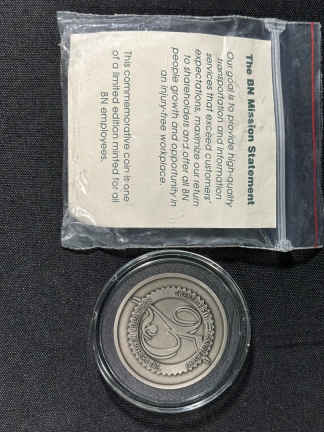 The BN Mission Statement
Our goal is to provide high-quality
transportation and information
services that exceed customers'
expectations, maximize our return
to shareholders and offer all BN
people growth and opportunity in
an injury-free workplace.
This commemorative coin is one
of a limited edition minted for all
BN employees.